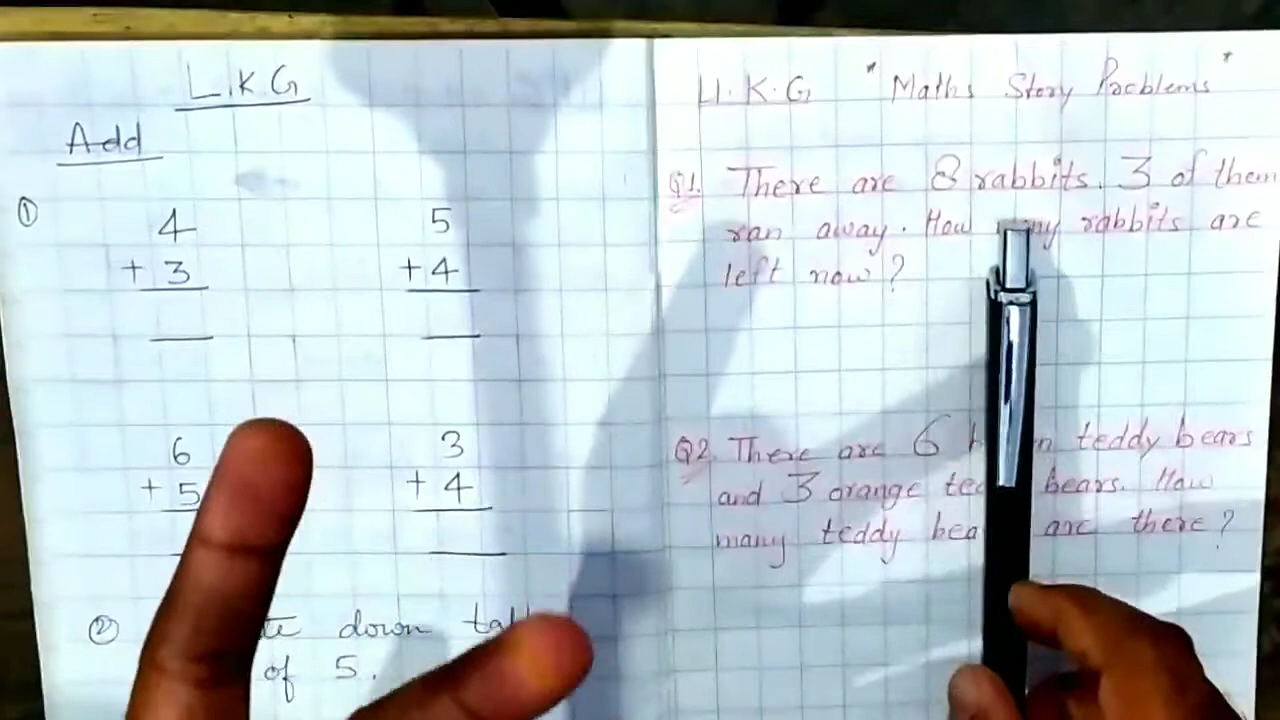 L.K.G
Add
①
4
+ 3
5
+ 4
6
+ 5
3
+ 4
② down
of 5.
U.K.G. "Maths Story Problems"
Q1. There are 8 rabbits. 3 of them
ran away. How many rabbits are
left now?
Q2. There are 6 teddy bears
and 3 orange bears. How
many teddy are there?